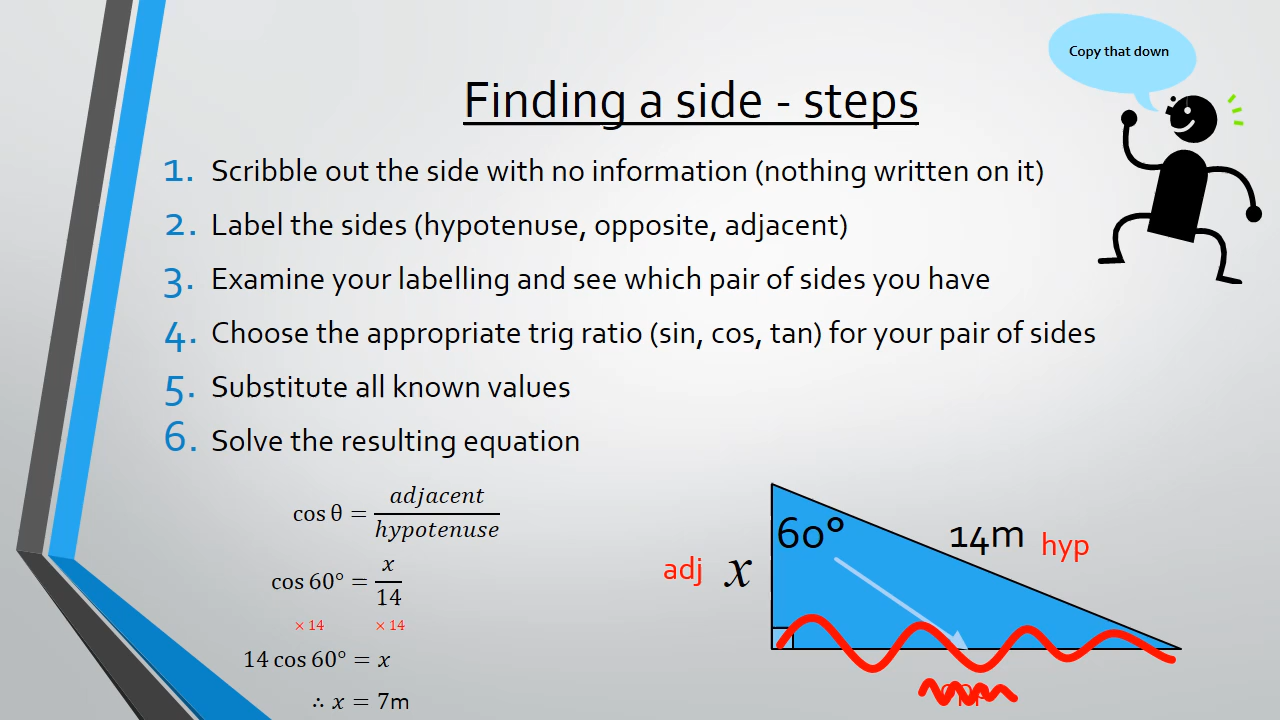 Copy that down
Finding a side - steps
1. Scribble out the side with no information (nothing written on it)
2. Label the sides (hypotenuse, opposite, adjacent)
3. Examine your labelling and see which pair of sides you have
4. Choose the appropriate trig ratio (sin, cos, tan) for your pair of sides
5. Substitute all known values
6. Solve the resulting equation
cos θ = adjacent / hypotenuse
cos 60° = x / 14
× 14 × 14
14 cos 60° = x
∴ x = 7m
60°
14m hyp
adj x